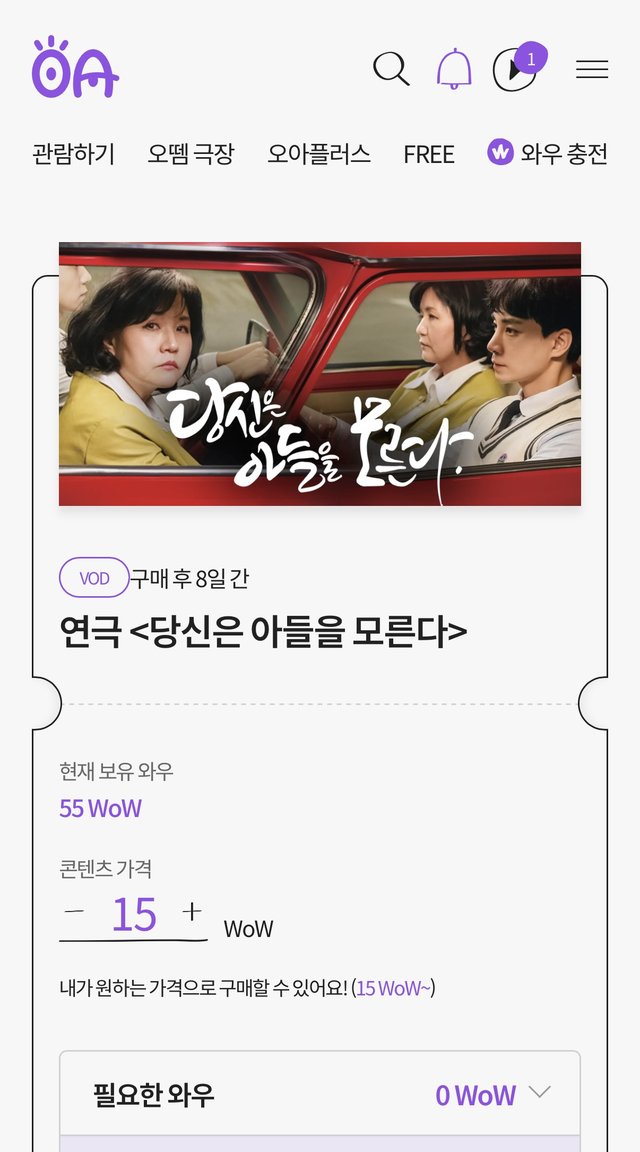 OA
1
관람하기 오뗌 극장 오아플러스 FREE W 와우 충전
당신은
아들을 모른다.
VOD 구매 후 8일 간
연극 <당신은 아들을 모른다>
현재 보유 와우
55 WoW
콘텐츠 가격
− 15 + WoW
내가 원하는 가격으로 구매할 수 있어요! (15 WoW~)
필요한 와우 0 WoW